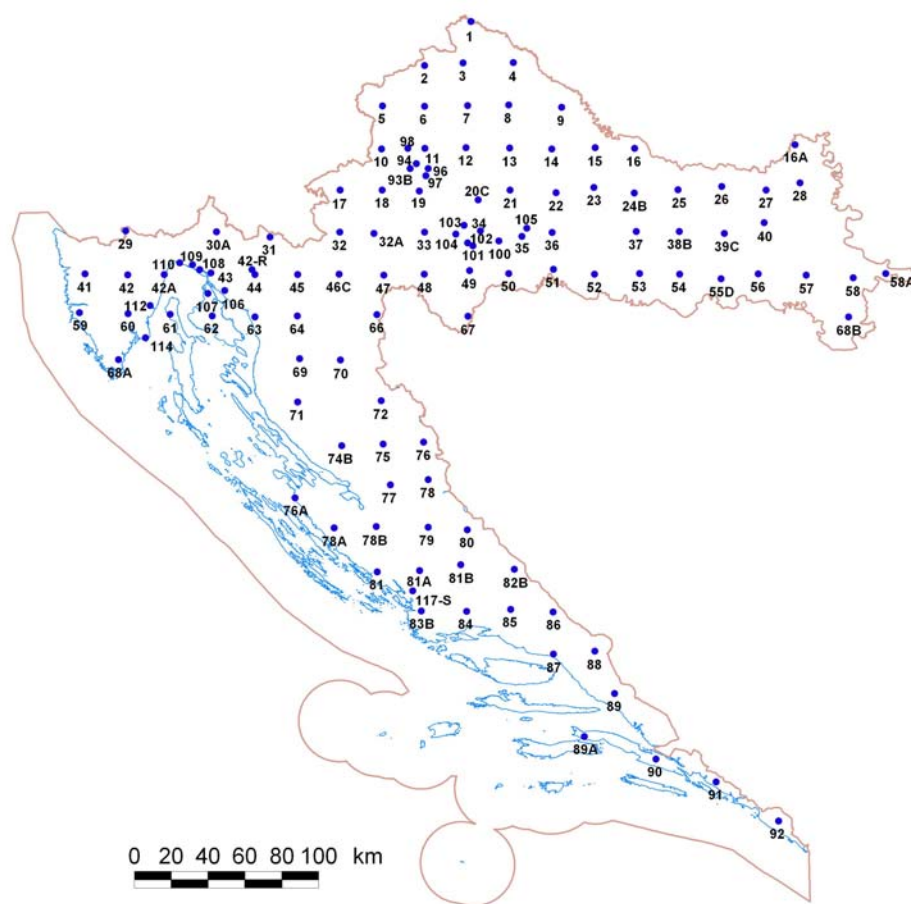 1
2 3 4
5 6 7 8 9
98
10 94 11 12 13 14 15 16 16A
93B 96
97
17 18 19 20C 21 22 23 24B 25 26 27 28
29 30A 31 32 32A 33 103 34 105
104 102 35 36 37 38B 39C 40
101 100
110 109 108 42-R
41 42 42A 43 44 45 46C 47 48 49 50 51 52 53 54 55D 56 57 58 58A
112 107 106
59 60 61 62 63 64 66 67 68B
114
68A 69 70
71 72
74B 75 76
76A 77 78
78A 78B 79 80
81 81A 81B 82B
117-S
83B 84 85 86
87 88
89
89A
90
91
92
0 20 40 60 80 100 km